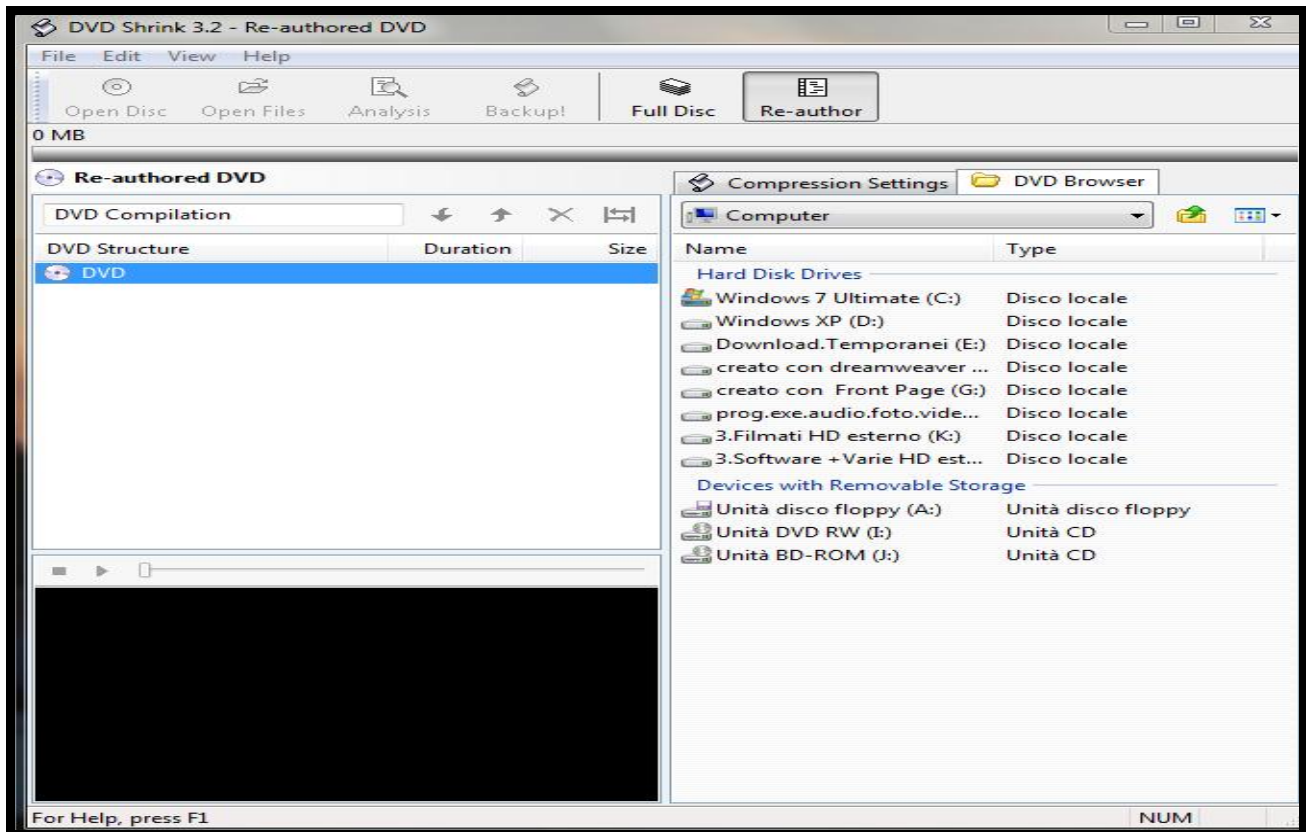 DVD Shrink 3.2 - Re-authored DVD
File Edit View Help
Open Disc Open Files Analysis Backup! Full Disc Re-author
0 MB
Re-authored DVD
Compression Settings DVD Browser
DVD Compilation
Computer
DVD Structure Duration Size
Name Type
DVD
Hard Disk Drives
Windows 7 Ultimate (C:) Disco locale
Windows XP (D:) Disco locale
Download.Temporanei (E:) Disco locale
creato con dreamweaver ... Disco locale
creato con Front Page (G:) Disco locale
prog.exe.audio.foto.vide... Disco locale
3.Filmati HD esterno (K:) Disco locale
3.Software +Varie HD est... Disco locale
Devices with Removable Storage
Unità disco floppy (A:) Unità disco floppy
Unità DVD RW (I:) Unità CD
Unità BD-ROM (J:) Unità CD
For Help, press F1
NUM